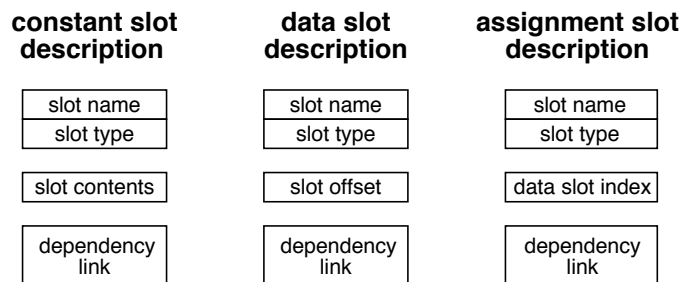 constant slot
description
data slot
description
assignment slot
description
slot name
slot name
slot name
slot type
slot type
slot type
slot contents
slot offset
data slot index
dependency
link
dependency
link
dependency
link